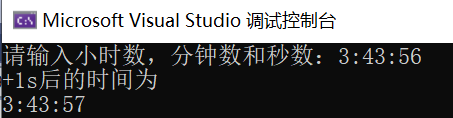 Microsoft Visual Studio 调试控制台
请输入小时数，分钟数和秒数：3:43:56
+1s后的时间为
3:43:57